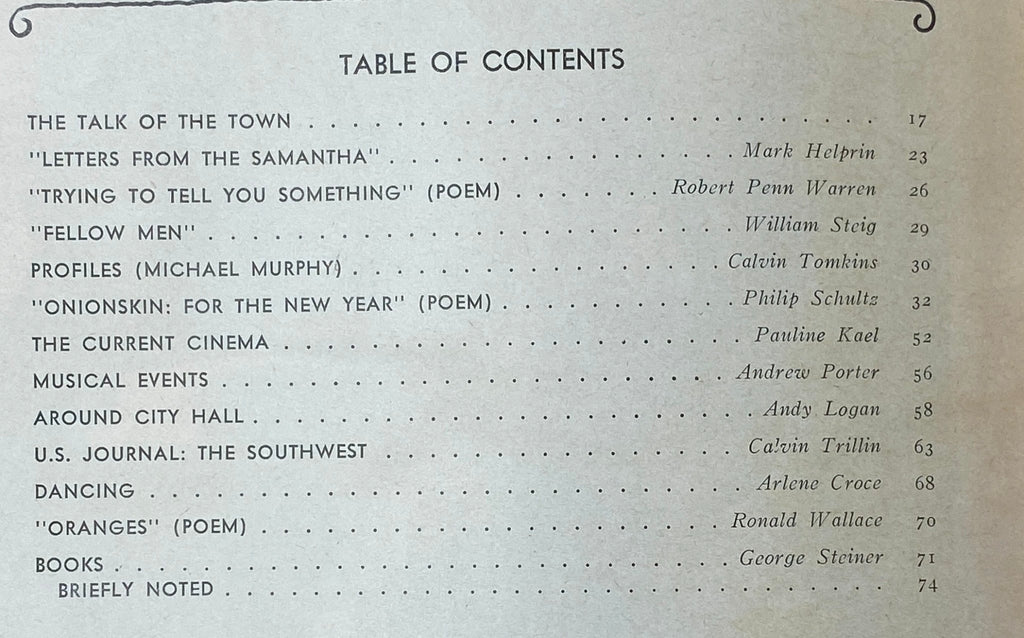 TABLE OF CONTENTS
THE TALK OF THE TOWN . . . . . . . . . . . . . . . . . . . . 17
"LETTERS FROM THE SAMANTHA" . . . . . . . . . . . . Mark Helprin 23
"TRYING TO TELL YOU SOMETHING" (POEM) . . . . . . . Robert Penn Warren 26
"FELLOW MEN" . . . . . . . . . . . . . . . . . . William Steig 29
PROFILES (MICHAEL MURPHY) . . . . . . . . . . . . . Calvin Tomkins 30
"ONIONSKIN: FOR THE NEW YEAR" (POEM) . . . . . . . . . Philip Schultz 32
THE CURRENT CINEMA . . . . . . . . . . . . . . . . Pauline Kael 52
MUSICAL EVENTS . . . . . . . . . . . . . . . . . . Andrew Porter 56
AROUND CITY HALL . . . . . . . . . . . . . . . . . Andy Logan 58
U.S. JOURNAL: THE SOUTHWEST . . . . . . . . . . . . Calvin Trillin 63
DANCING . . . . . . . . . . . . . . . . . . . . Arlene Croce 68
"ORANGES" (POEM) . . . . . . . . . . . . . . . . Ronald Wallace 70
BOOKS . . . . . . . . . . . . . . . . . . . . . George Steiner 71
BRIEFLY NOTED . . . . . . . . . . . . . . . . . . . . . . 74